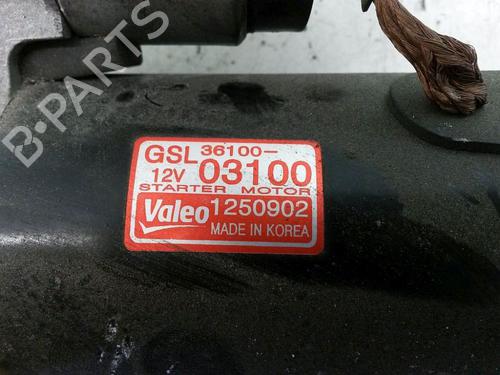 B-PARTS
GSL 36100-
12V 03100
STARTER MOTOR
Valeo 1250902
MADE IN KOREA